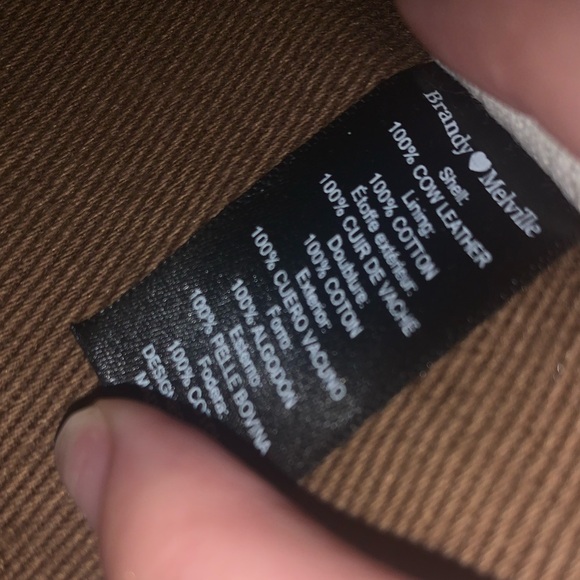 Brandy Melville
Shell:
100% COW LEATHER
Lining:
100% COTTON
Étoffe extérieur:
100% CUIR DE VACHE
Doublure:
100% COTON
Exterior:
100% CUERO VACUNO
Forro:
100% ALGODÓN
Esterno:
100% PELLE BOVINA
Fodera:
100%